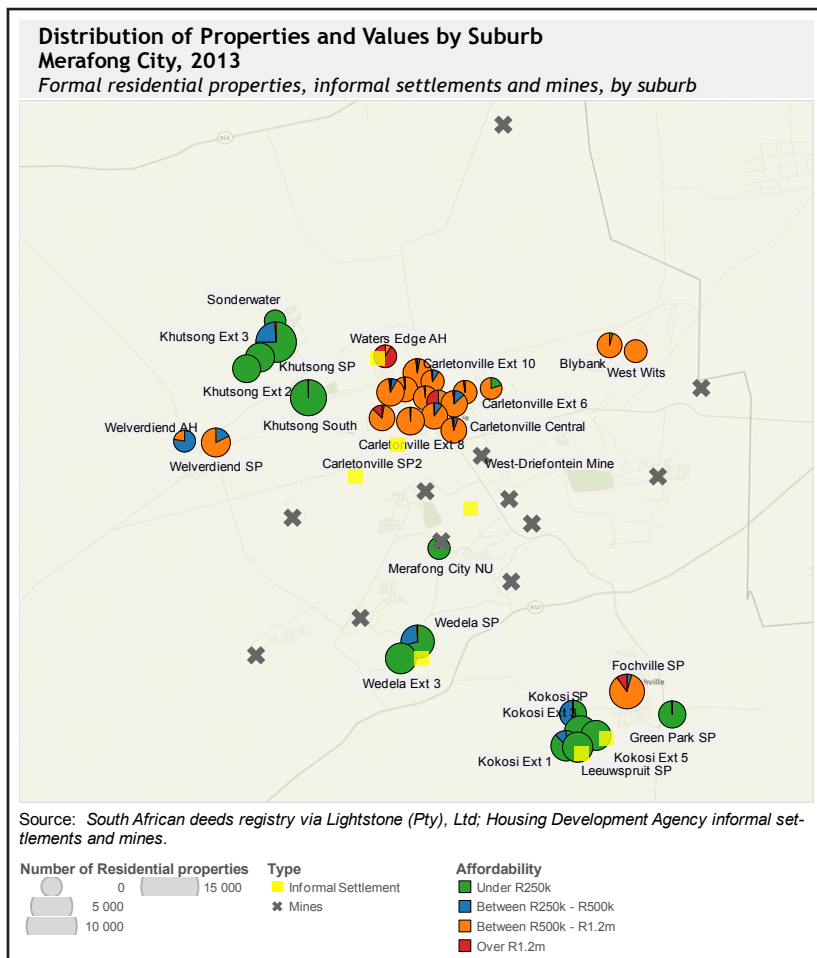 Distribution of Properties and Values by Suburb
Merafong City, 2013
Formal residential properties, informal settlements and mines, by suburb
N14
Sonderwater
Khutsong Ext 3
Waters Edge AH
Khutsong SP
Carletonville Ext 10
Blybank
West Wits
Khutsong Ext 2
Carletonville Ext 6
Khutsong South
Welverdiend AH
Carletonville Central
Carletonville Ext 8
Welverdiend SP
Carletonville SP2
West-Driefontein Mine
Merafong City NU
Wedela SP
Wedela Ext 3
Fochville SP
Kokosi SP
Kokosi Ext 3
Green Park SP
Kokosi Ext 1
Kokosi Ext 5
Leeuwspruit SP
Source: South African deeds registry via Lightstone (Pty), Ltd; Housing Development Agency informal set-
tlements and mines.
Number of Residential properties
0
15 000
5 000
10 000
Type
Informal Settlement
Mines
Affordability
Under R250k
Between R250k - R500k
Between R500k - R1.2m
Over R1.2m